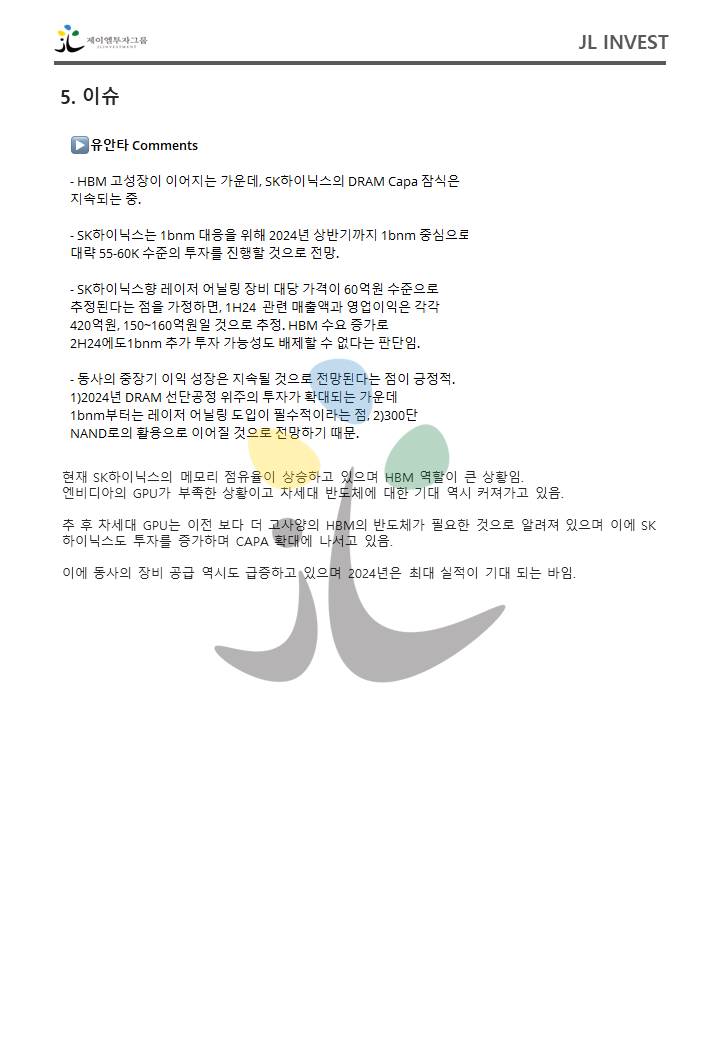 제이엘투자그룹
JLINVESTMENT
JL INVEST
5. 이슈
유안타 Comments
- HBM 고성장이 이어지는 가운데, SK하이닉스의 DRAM Capa 잠식은
지속되는 중.
- SK하이닉스는 1bnm 대응을 위해 2024년 상반기까지 1bnm 중심으로
대략 55-60K 수준의 투자를 진행할 것으로 전망.
- SK하이닉스향 레이저 어닐링 장비 대당 가격이 60억원 수준으로
추정된다는 점을 가정하면, 1H24 관련 매출액과 영업이익은 각각
420억원, 150~160억원일 것으로 추정. HBM 수요 증가로
2H24에도1bnm 추가 투자 가능성도 배제할 수 없다는 판단임.
- 동사의 중장기 이익 성장은 지속될 것으로 전망된다는 점이 긍정적.
1)2024년 DRAM 선단공정 위주의 투자가 확대되는 가운데
1bnm부터는 레이저 어닐링 도입이 필수적이라는 점, 2)300단
NAND로의 활용으로 이어질 것으로 전망하기 때문.
현재 SK하이닉스의 메모리 점유율이 상승하고 있으며 HBM 역할이 큰 상황임.
엔비디아의 GPU가 부족한 상황이고 차세대 반도체에 대한 기대 역시 커져가고 있음.
추 후 차세대 GPU는 이전 보다 더 고사양의 HBM의 반도체가 필요한 것으로 알려져 있으며 이에 SK
하이닉스도 투자를 증가하며 CAPA 확대에 나서고 있음.
이에 동사의 장비 공급 역시도 급증하고 있으며 2024년은 최대 실적이 기대 되는 바임.